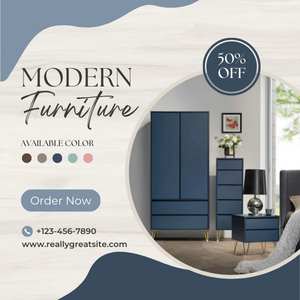 50%
OFF
MODERN
Furniture
AVAILABLE COLOR
Order Now
+123-456-7890
www.reallygreatsite.com